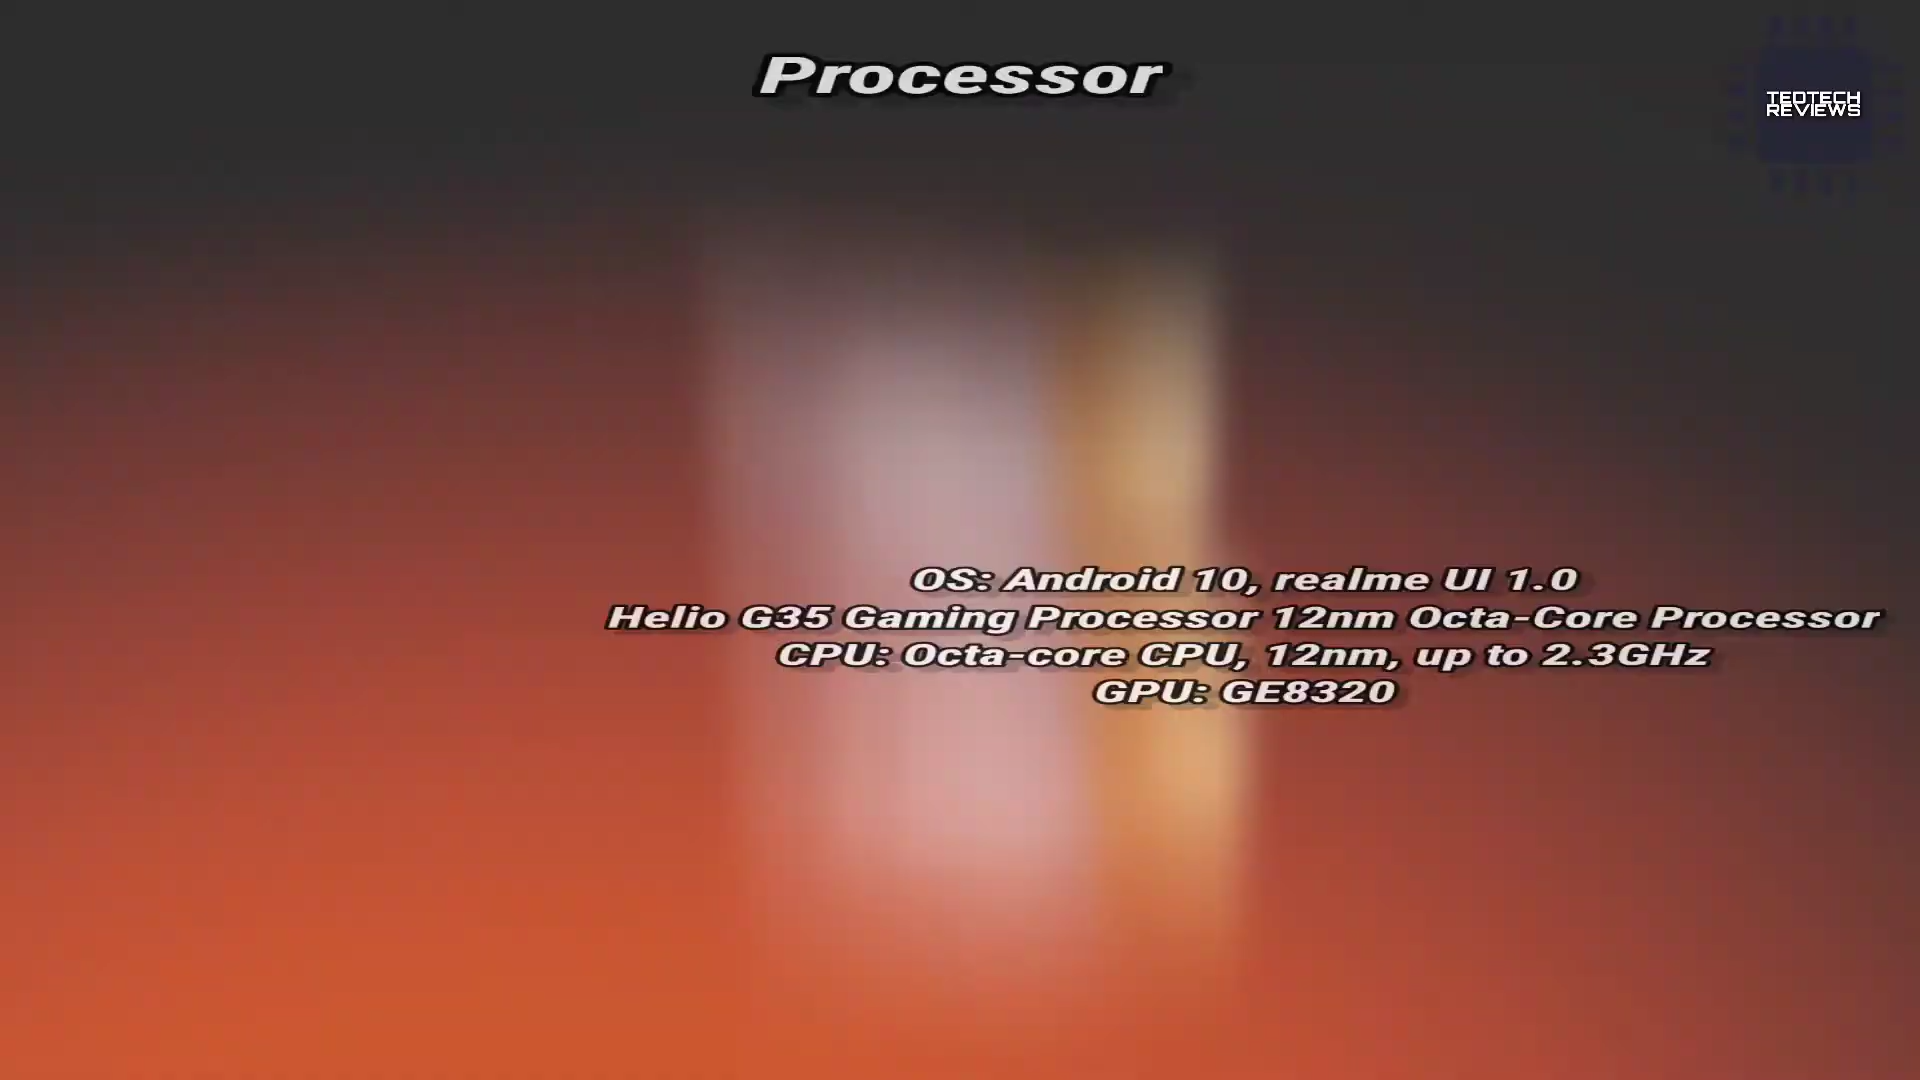 Processor
TEDTECH
REVIEWS
OS: Android 10, realme UI 1.0
Helio G35 Gaming Processor 12nm Octa-Core Processor
CPU: Octa-core CPU, 12nm, up to 2.3GHz
GPU: GE8320